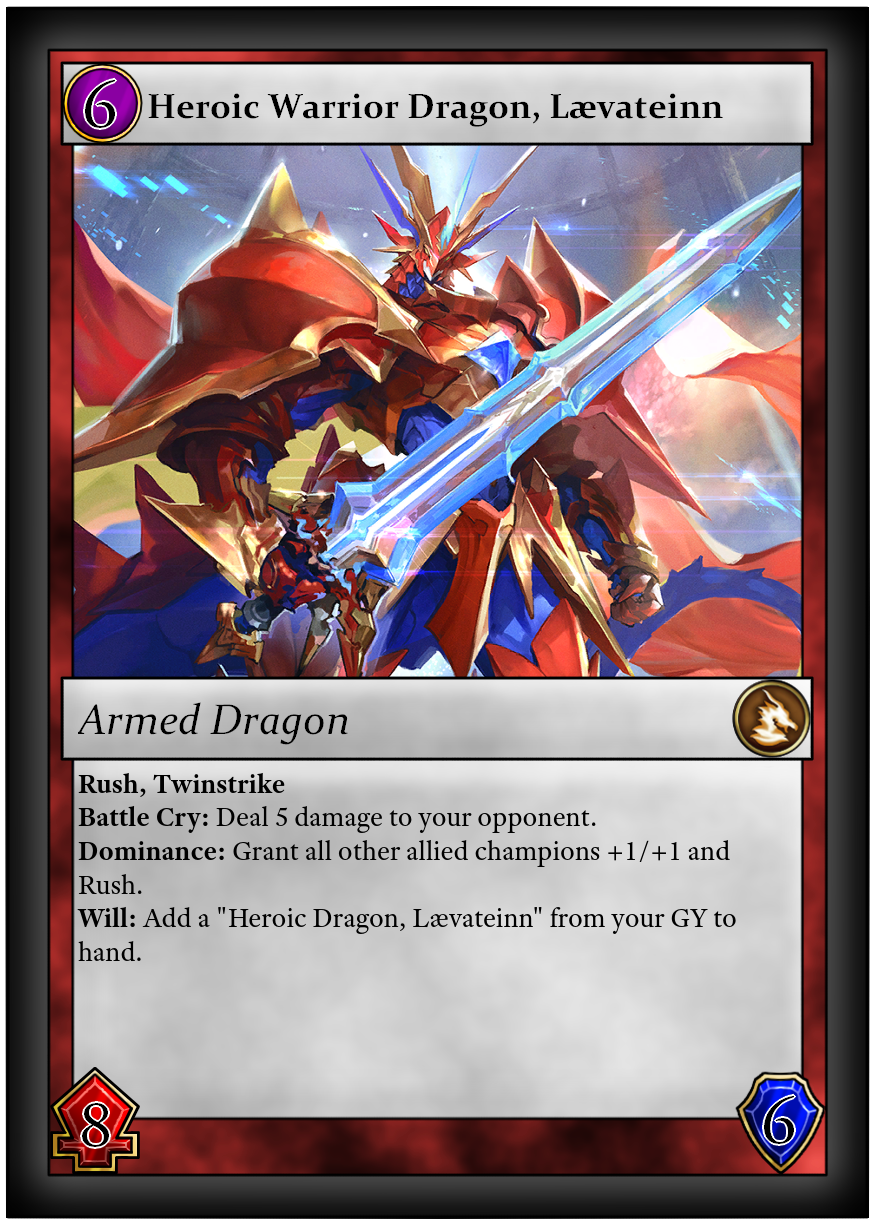 6 Heroic Warrior Dragon, Lævateinn
Armed Dragon
Rush, Twinstrike
Battle Cry: Deal 5 damage to your opponent.
Dominance: Grant all other allied champions +1/+1 and
Rush.
Will: Add a "Heroic Dragon, Lævateinn" from your GY to
hand.
8 6